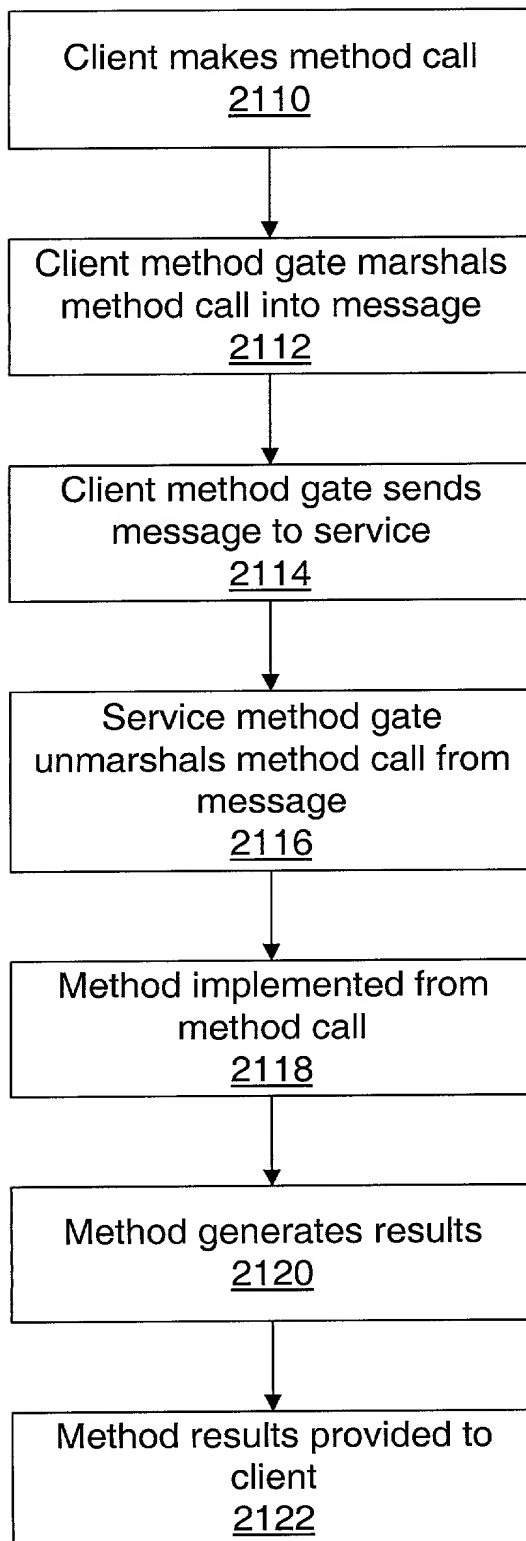 Client makes method call
2110
Client method gate marshals
method call into message
2112
Client method gate sends
message to service
2114
Service method gate
unmarshals method call from
message
2116
Method implemented from
method call
2118
Method generates results
2120
Method results provided to
client
2122